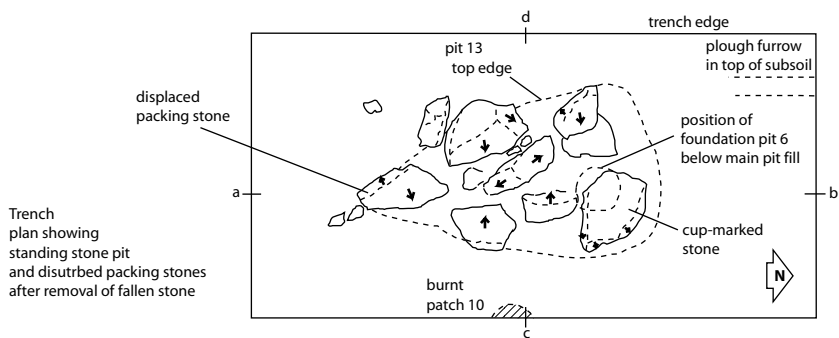 d
trench edge
pit 13
top edge
plough furrow
in top of subsoil
displaced
packing stone
position of
foundation pit 6
below main pit fill
a
b
Trench
plan showing
standing stone pit
and disutrbed packing stones
after removal of fallen stone
cup-marked
stone
N
burnt
patch 10
c